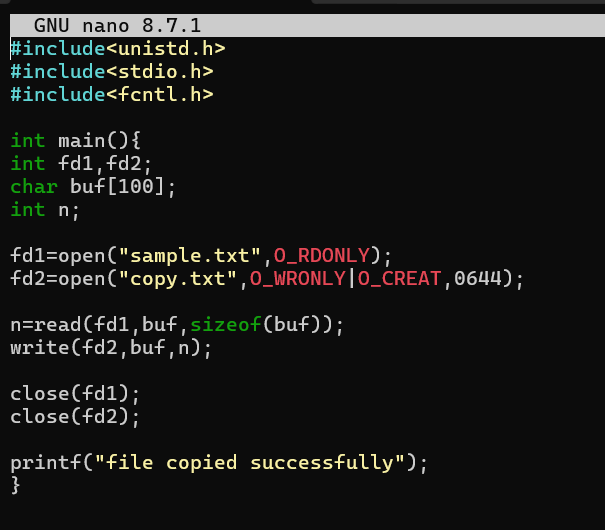 GNU nano 8.7.1
#include<unistd.h>
#include<stdio.h>
#include<fcntl.h>
int main(){
int fd1,fd2;
char buf[100];
int n;
fd1=open("sample.txt",O_RDONLY);
fd2=open("copy.txt",O_WRONLY|O_CREAT,0644);
n=read(fd1,buf,sizeof(buf));
write(fd2,buf,n);
close(fd1);
close(fd2);
printf("file copied successfully");
}